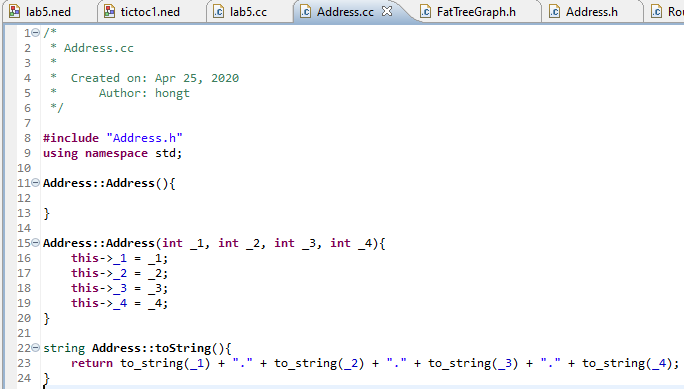 lab5.ned tictoc1.ned lab5.cc Address.cc FatTreeGraph.h Address.h
1 /*
2 * Address.cc
3 *
4 * Created on: Apr 25, 2020
5 * Author: hongt
6 */
7
8 #include "Address.h"
9 using namespace std;
10
11 Address::Address(){
12
13 }
14
15 Address::Address(int _1, int _2, int _3, int _4){
16 this->_1 = _1;
17 this->_2 = _2;
18 this->_3 = _3;
19 this->_4 = _4;
20 }
21
22 string Address::toString(){
23 return to_string(_1) + "." + to_string(_2) + "." + to_string(_3) + "." + to_string(_4);
24 }